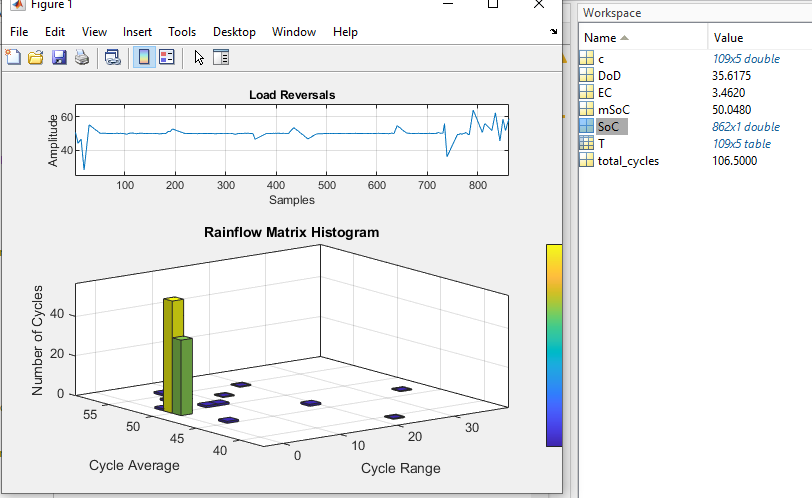 Figure 1
File Edit View Insert Tools Desktop Window Help
Load Reversals
Amplitude
60
40
100 200 300 400 500 600 700 800
Samples
Rainflow Matrix Histogram
Number of Cycles
40
20
0
55 50 45 40
0 10 20 30
Cycle Average
Cycle Range
Workspace
Name Value
c 109x5 double
DoD 35.6175
EC 3.4620
mSoC 50.0480
SoC 862x1 double
T 109x5 table
total_cycles 106.5000